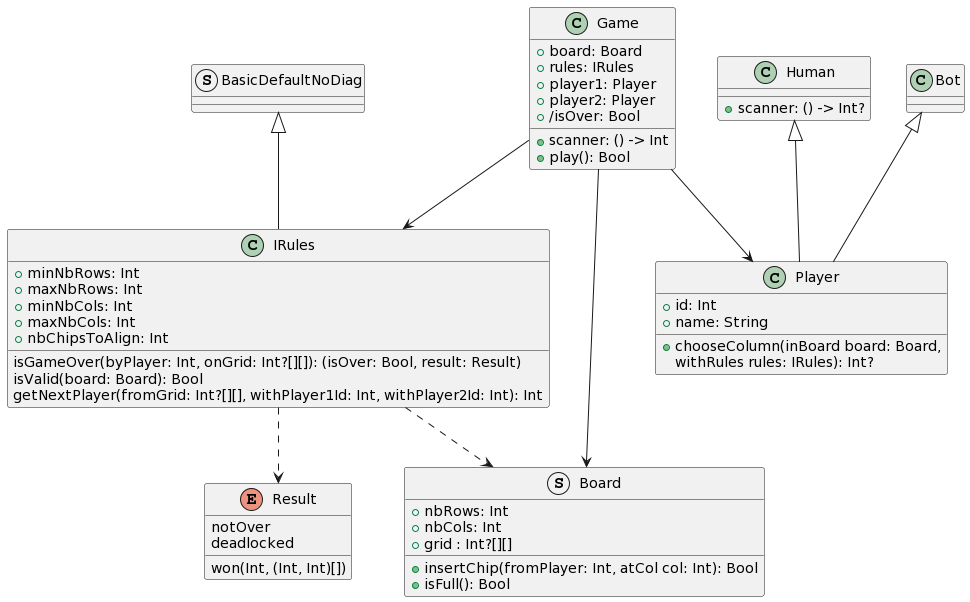 C Game
+ board: Board
+ rules: IRules
+ player1: Player
+ player2: Player
+ /isOver: Bool
scanner: () -> Int
play(): Bool
S BasicDefaultNoDiag
C Human
scanner: () -> Int?
C Bot
C IRules
minNbRows: Int
maxNbRows: Int
minNbCols: Int
maxNbCols: Int
nbChipsToAlign: Int
isGameOver(byPlayer: Int, onGrid: Int?[][]): (isOver: Bool, result: Result)
isValid(board: Board): Bool
getNextPlayer(fromGrid: Int?[][], withPlayer1Id: Int, withPlayer2Id: Int): Int
C Player
id: Int
name: String
chooseColumn(inBoard board: Board,
withRules rules: IRules): Int?
E Result
notOver
deadlocked
won(Int, (Int, Int)[])
S Board
nbRows: Int
nbCols: Int
grid : Int?[][]
insertChip(fromPlayer: Int, atCol col: Int): Bool
isFull(): Bool